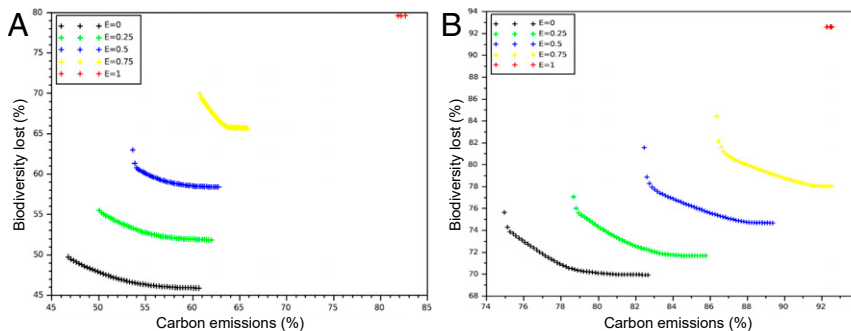 A
80
75
70
65
60
55
50
45
45
50
55
60
65
70
75
80
85
Biodiversity lost (%)
Carbon emissions (%)
E=0
E=0.25
E=0.5
E=0.75
E=1
B
94
92
90
88
86
84
82
80
78
76
74
72
70
68
66
74
76
78
80
82
84
86
88
90
92
Biodiversity lost (%)
Carbon emissions (%)
E=0
E=0.25
E=0.5
E=0.75
E=1